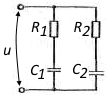 R₁ R₂
u
C₁ C₂